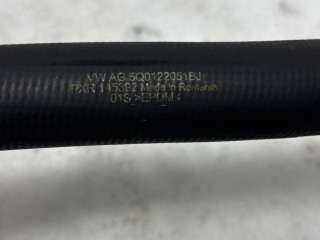 VW AG 5Q0122051BJ
PXR 145392 Made in Romania
01S >EPDM<